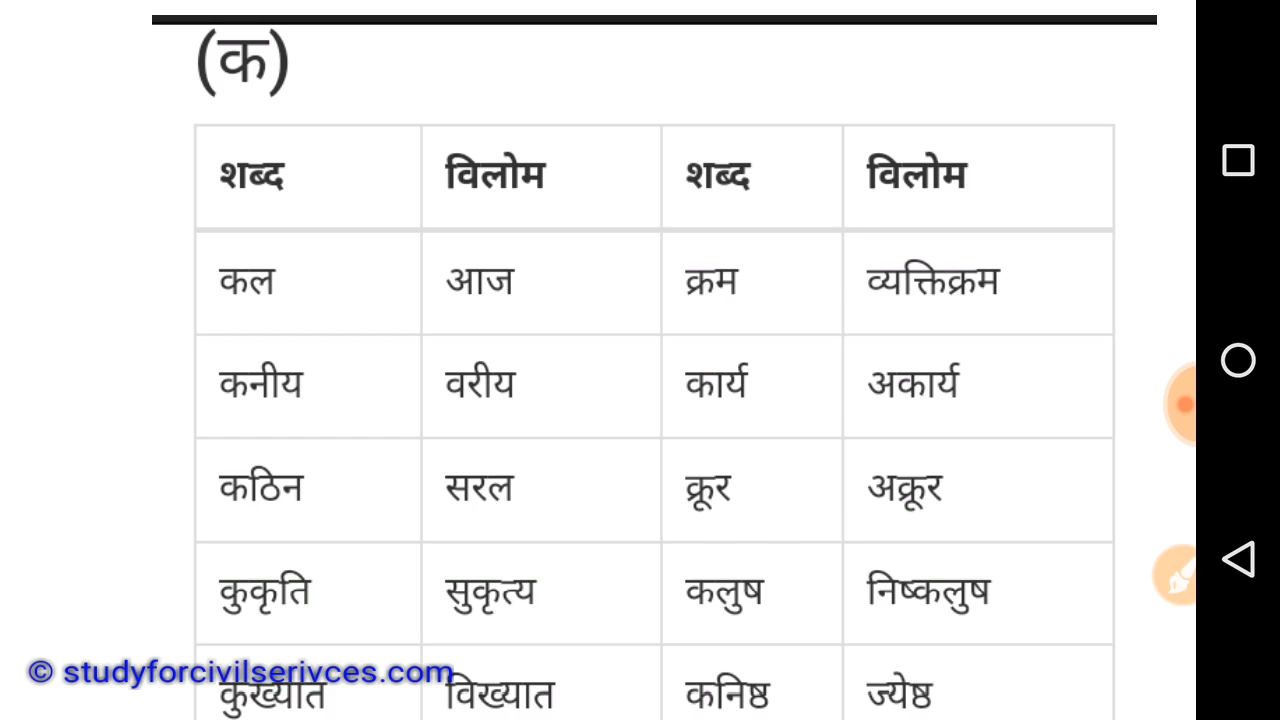 (क)
शब्द विलोम शब्द विलोम
कल आज क्रम व्यक्तिक्रम
कनीय वरीय कार्य अकार्य
कठिन सरल क्रूर अक्रूर
कुकृति सुकृत्य कलुष निष्कलुष
© studyforcivilserivces.com
कुख्यात विख्यात कनिष्ठ ज्येष्ठ